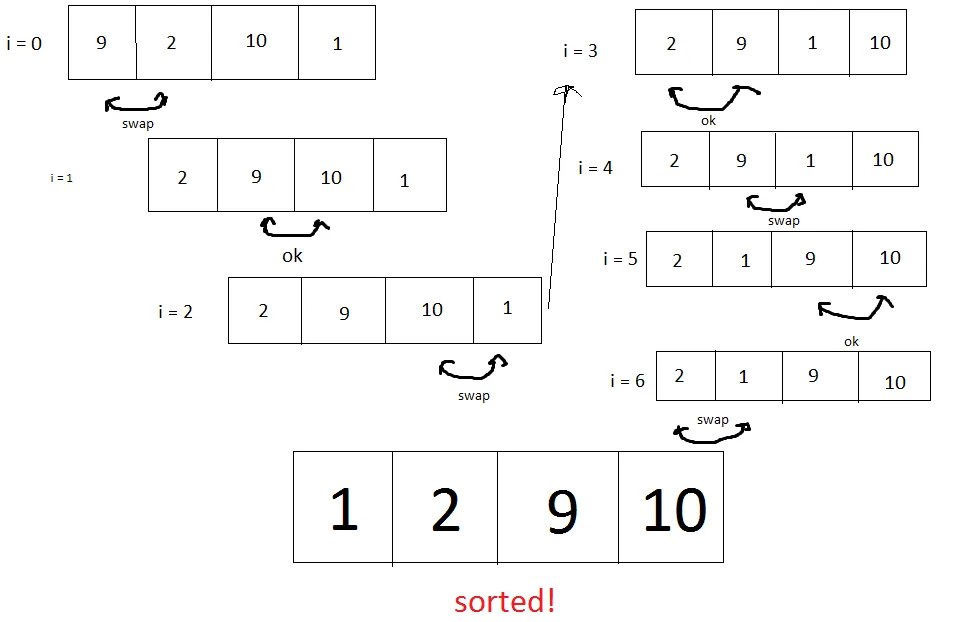 i = 0 9 2 10 1
swap
i = 1 2 9 10 1
ok
i = 2 2 9 10 1
swap
i = 3 2 9 1 10
ok
i = 4 2 9 1 10
swap
i = 5 2 1 9 10
ok
i = 6 2 1 9 10
swap
1 2 9 10
sorted!